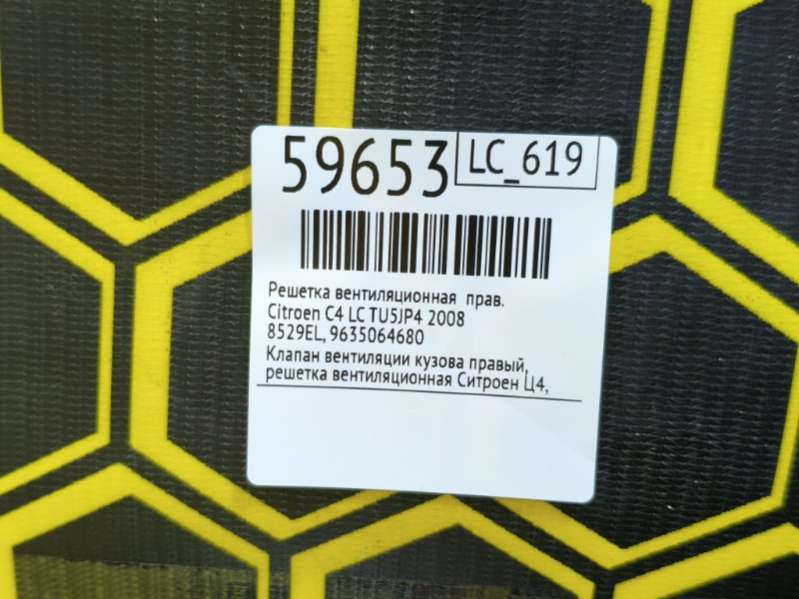 59653
LC_619
Решетка вентиляционная прав.
Citroen C4 LC TU5JP4 2008
8529EL, 9635064680
Клапан вентиляции кузова правый,
решетка вентиляционная Ситроен Ц4,